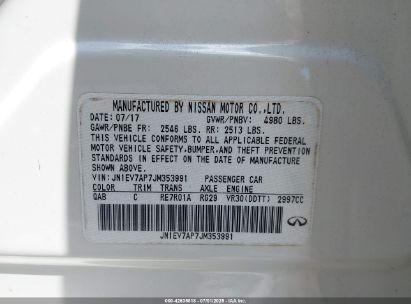 MANUFACTURED BY NISSAN MOTOR CO.,LTD.
DATE: 07/17 GVWR/PNBV: 4980 LBS.
GAWR/PNBE FR: 2546 LBS. RR: 2513 LBS.
THIS VEHICLE CONFORMS TO ALL APPLICABLE FEDERAL
MOTOR VEHICLE SAFETY,BUMPER,AND THEFT PREVENTION
STANDARDS IN EFFECT ON THE DATE OF MANUFACTURE
SHOWN ABOVE.
VIN: JN1EV7AP7JM353991 PASSENGER CAR
COLOR TRIM TRANS AXLE ENGINE
QAB C RE7R01A RG29 VR30(DDTT) 2997CC
JN1EV7AP7JM353991